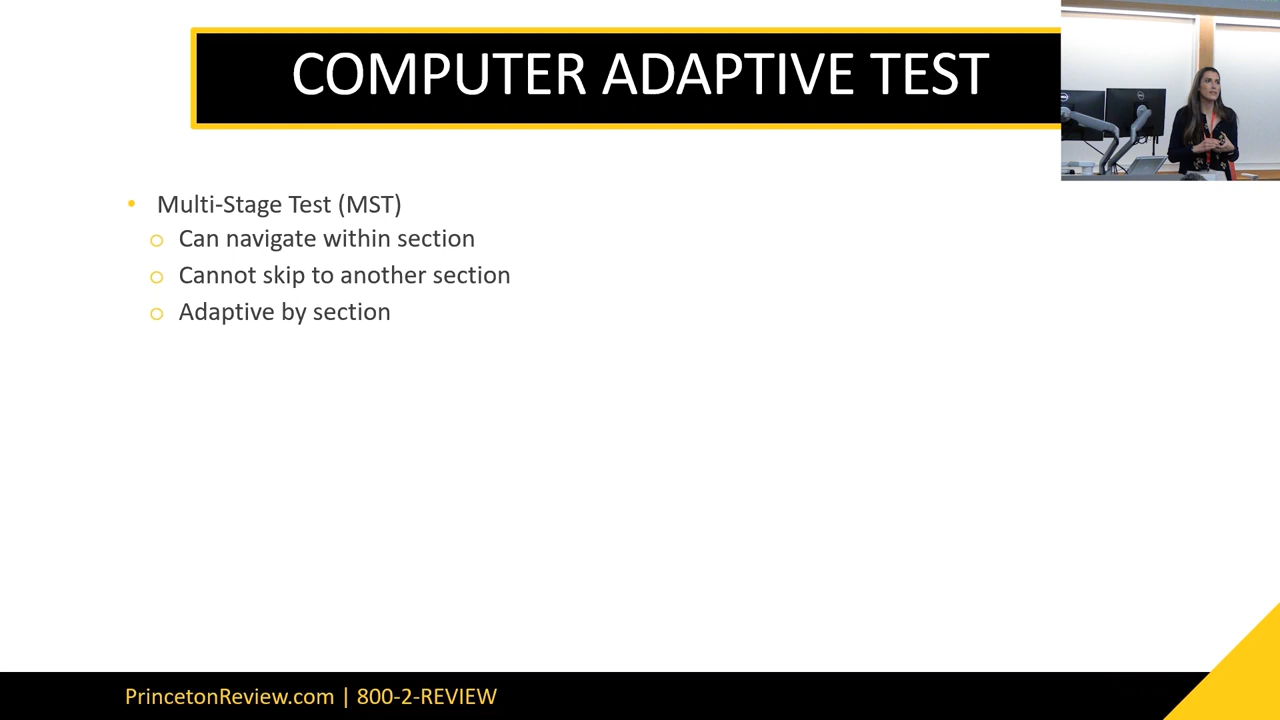 COMPUTER ADAPTIVE TEST
• Multi-Stage Test (MST)
o Can navigate within section
o Cannot skip to another section
o Adaptive by section
PrincetonReview.com | 800-2-REVIEW